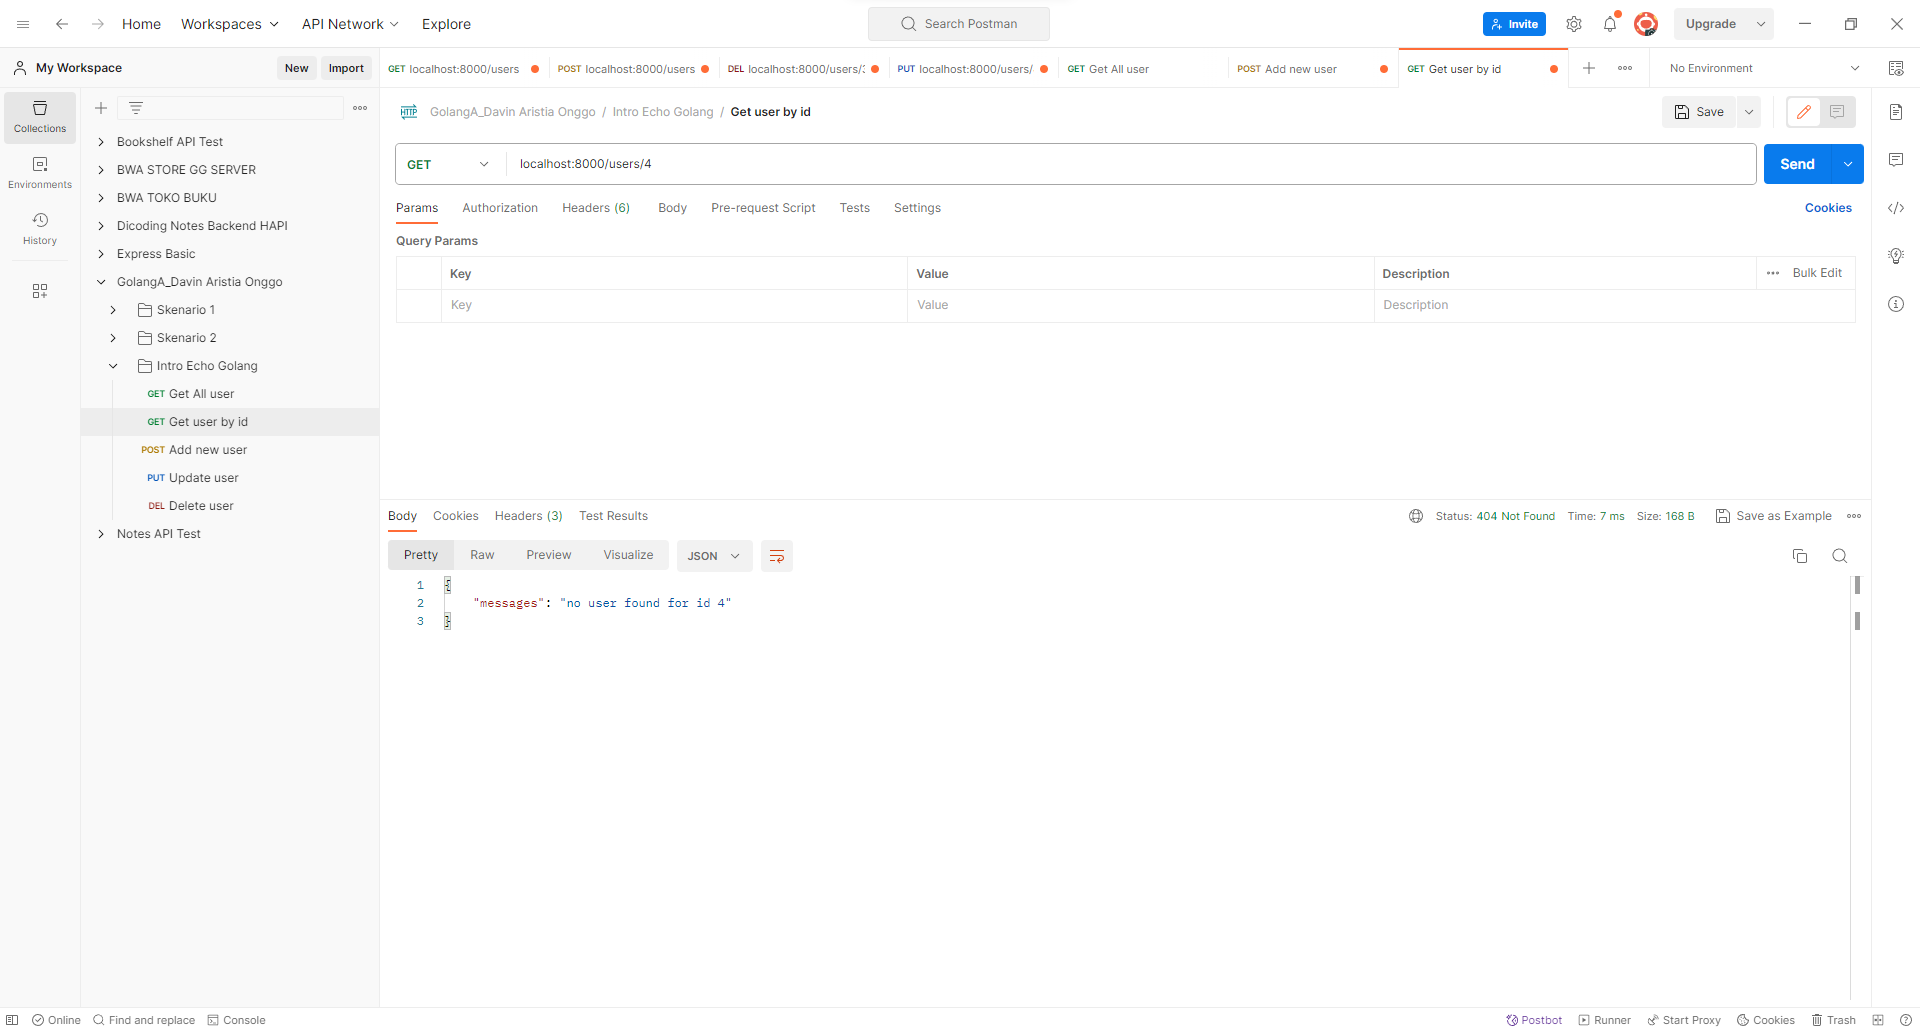 Home Workspaces API Network Explore Search Postman Invite Upgrade
My Workspace New Import GET localhost:8000/users POST localhost:8000/users DEL localhost:8000/users/3 PUT localhost:8000/users/ GET Get All user POST Add new user GET Get user by id No Environment
Collections
Environments
History
Bookshelf API Test
BWA STORE GG SERVER
BWA TOKO BUKU
Dicoding Notes Backend HAPI
Express Basic
GolangA_Davin Aristia Onggo
Skenario 1
Skenario 2
Intro Echo Golang
GET Get All user
GET Get user by id
POST Add new user
PUT Update user
DEL Delete user
Notes API Test
HTTP GolangA_Davin Aristia Onggo / Intro Echo Golang / Get user by id Save
GET localhost:8000/users/4 Send
Params Authorization Headers (6) Body Pre-request Script Tests Settings Cookies
Query Params
Key Value Description Bulk Edit
Key Value Description
Body Cookies Headers (3) Test Results Status: 404 Not Found Time: 7 ms Size: 168 B Save as Example
Pretty Raw Preview Visualize JSON
1 {
2 "messages": "no user found for id 4"
3 }
Online Find and replace Console Postbot Runner Start Proxy Cookies Trash